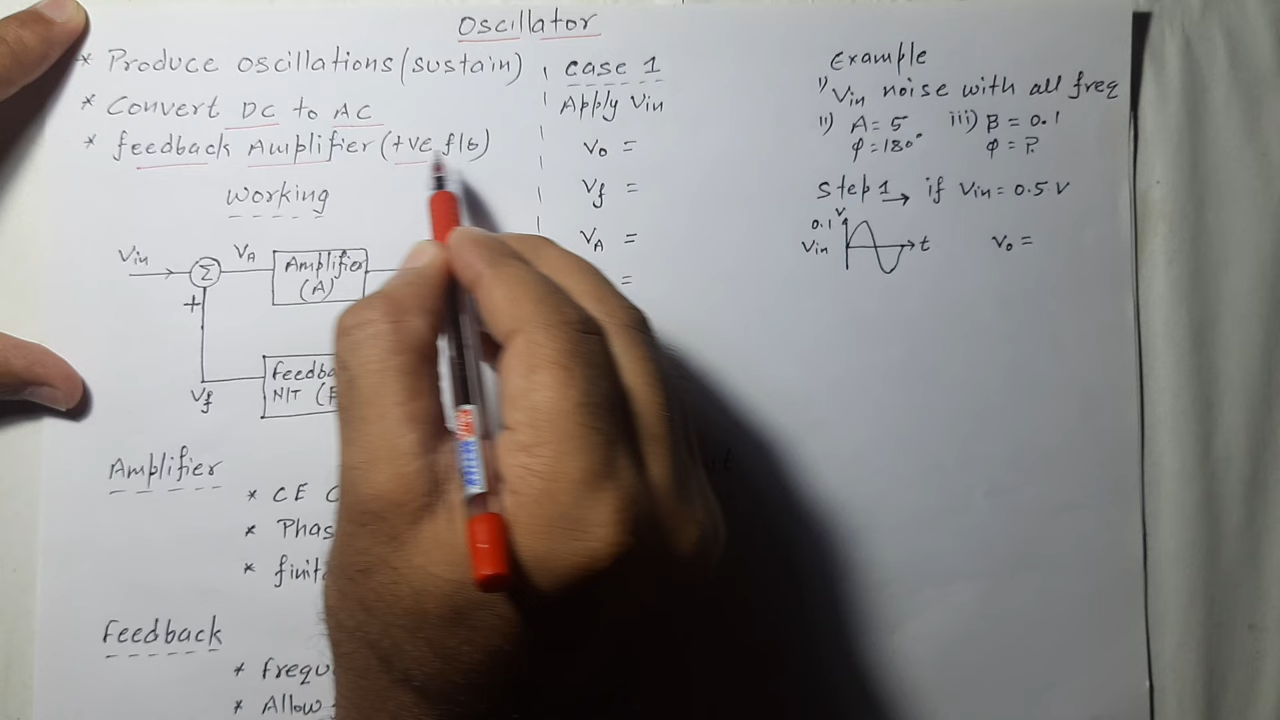 Oscillator
* Produce oscillations (sustain)
* Convert DC to AC
* feedback Amplifier (+ve f/b)
Working
Vin
Σ
+
VA
Amplifier
(A)
Feedba
N/T (
Vf
Amplifier
* CE C
* Phas
* finit
Feedback
* frequ
* Allow
case 1
Apply Vin
Vo =
Vf =
VA =
=
Example
i) Vin noise with all freq
ii) A = 5 iii) B = 0.1
φ = 180° φ = ?
Step 1 → if Vin = 0.5 V
V
0.1
Vin
t
Vo =